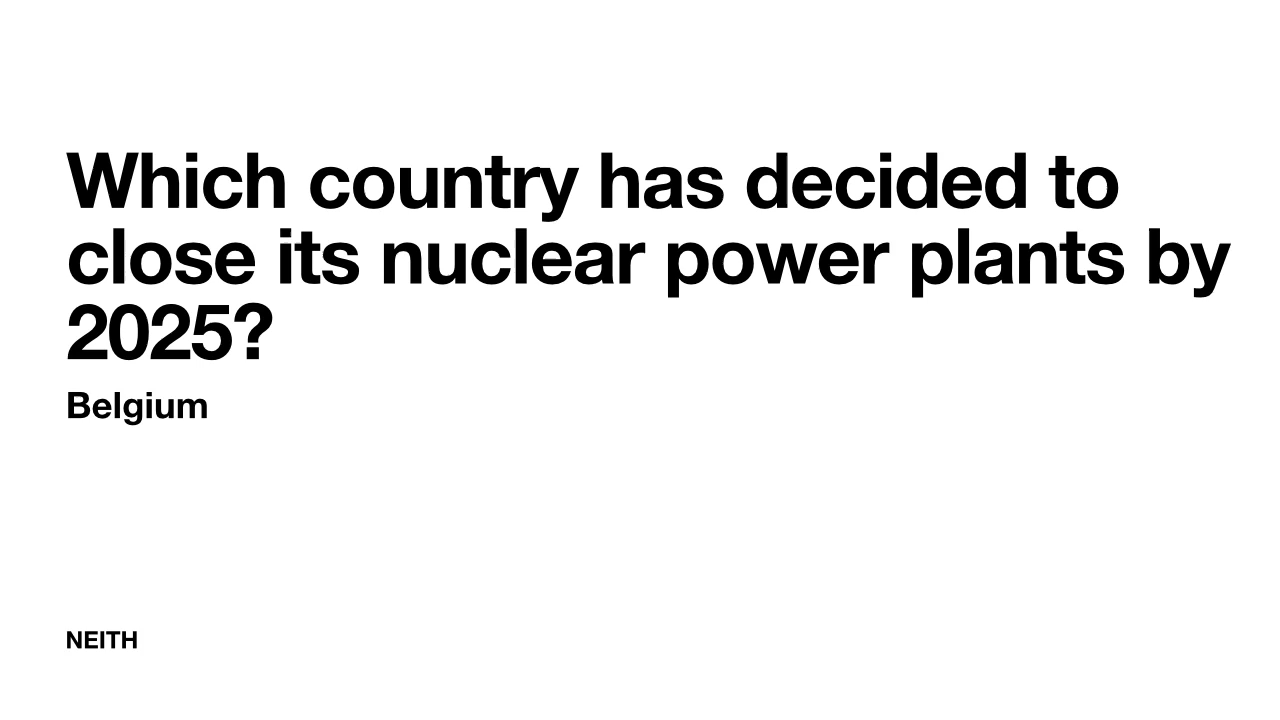 Which country has decided to
close its nuclear power plants by
2025?
Belgium
NEITH